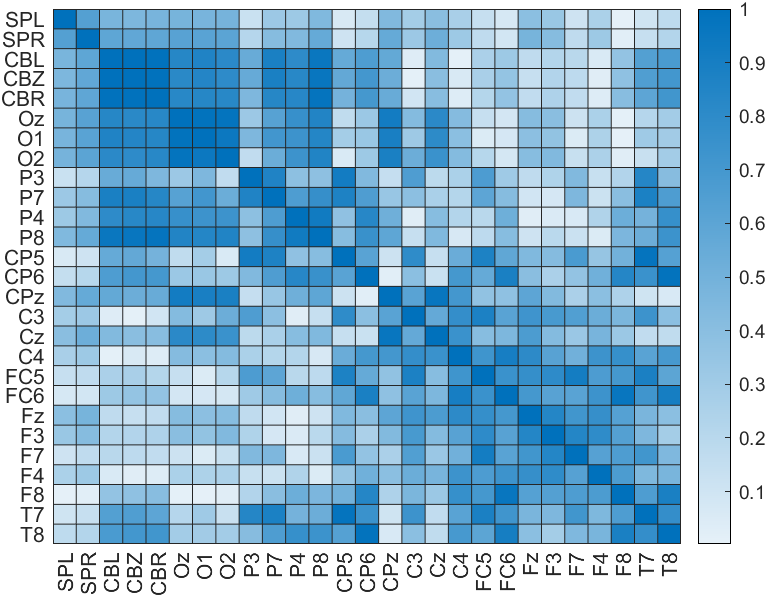 SPL
SPR
CBL
CBZ
CBR
Oz
O1
O2
P3
P7
P4
P8
CP5
CP6
CPz
C3
Cz
C4
FC5
FC6
Fz
F3
F7
F4
F8
T7
T8
SPL SPR CBL CBZ CBR Oz O1 O2 P3 P7 P4 P8 CP5 CP6 CPz C3 Cz C4 FC5 FC6 Fz F3 F7 F4 F8 T7 T8
1
0.9
0.8
0.7
0.6
0.5
0.4
0.3
0.2
0.1